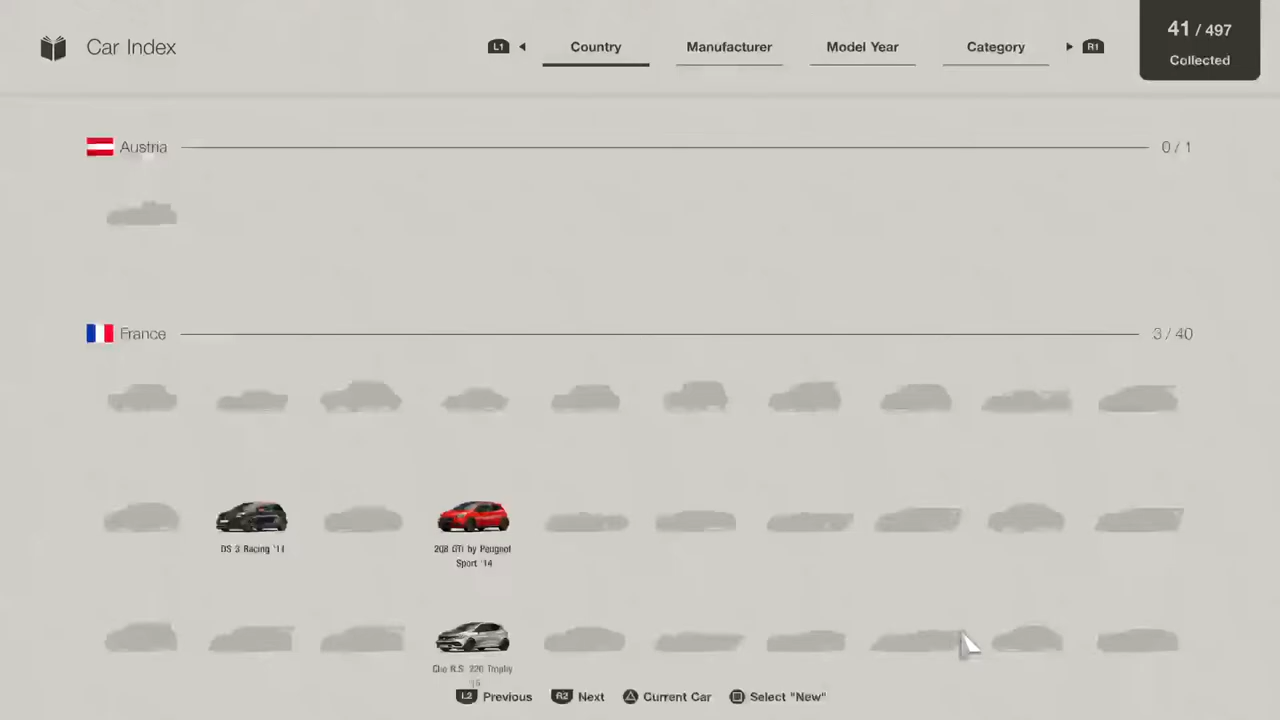 Car Index
L1
Country
Manufacturer
Model Year
Category
R1
41 / 497
Collected
Austria
0 / 1
France
3 / 40
DS 3 Racing '11
208 GTi by Peugeot
Sport '14
Clio R.S. 220 Trophy
'15
L2 Previous
R2 Next
Current Car
Select "New"